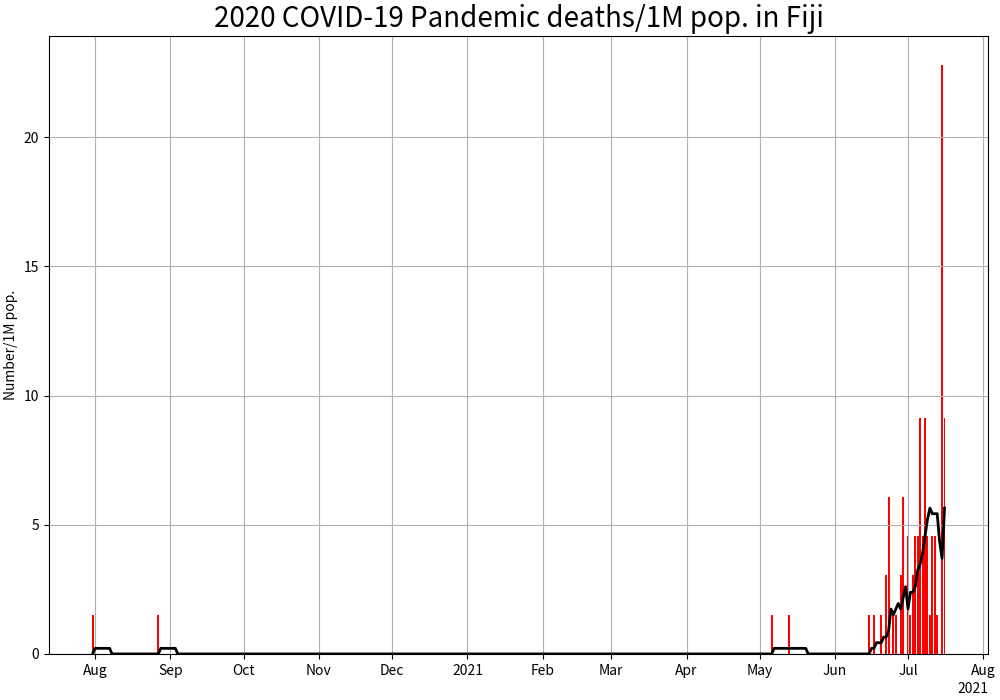 2020 COVID-19 Pandemic deaths/1M pop. in Fiji
Number/1M pop.
20
15
10
5
0
Aug Sep Oct Nov Dec 2021 Feb Mar Apr May Jun Jul Aug
2021